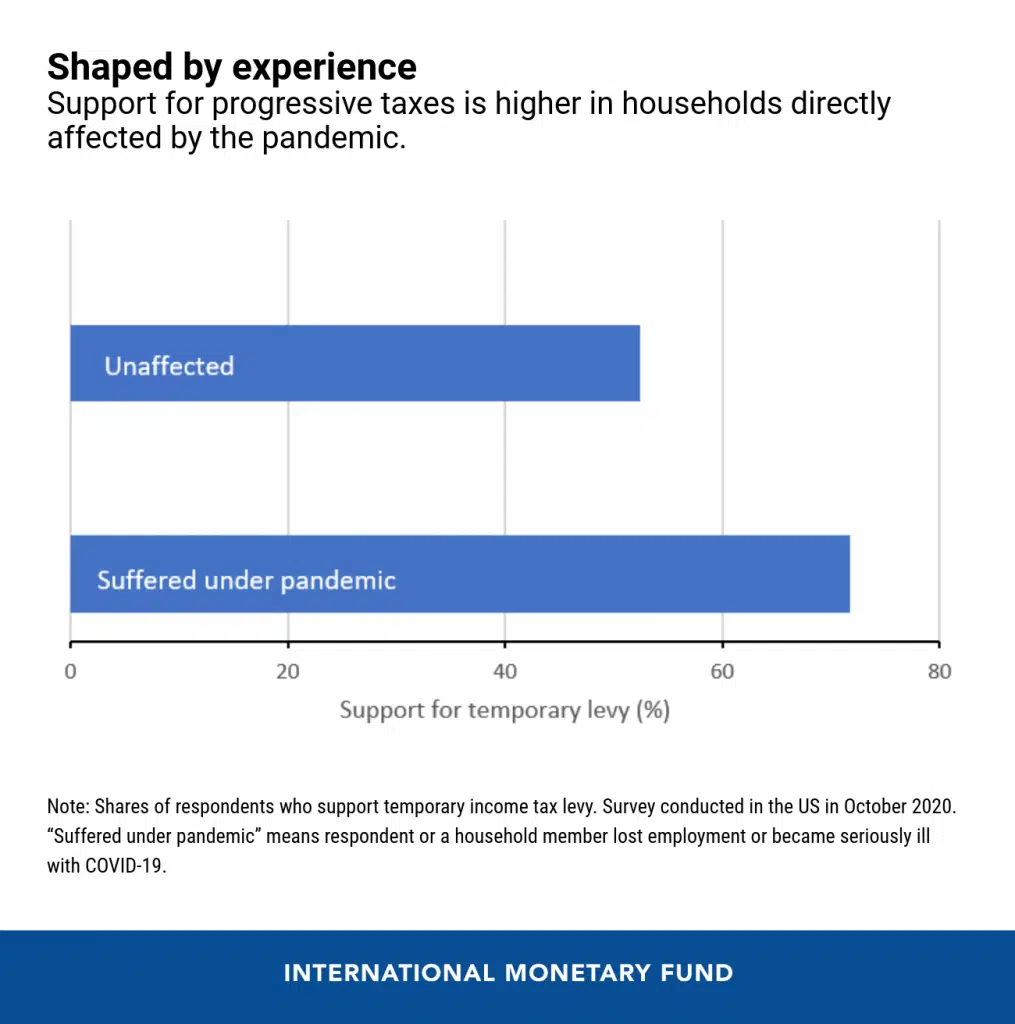 Shaped by experience
Support for progressive taxes is higher in households directly
affected by the pandemic.
Unaffected
Suffered under pandemic
0 20 40 60 80
Support for temporary levy (%)
Note: Shares of respondents who support temporary income tax levy. Survey conducted in the US in October 2020.
“Suffered under pandemic” means respondent or a household member lost employment or became seriously ill
with COVID-19.
INTERNATIONAL MONETARY FUND